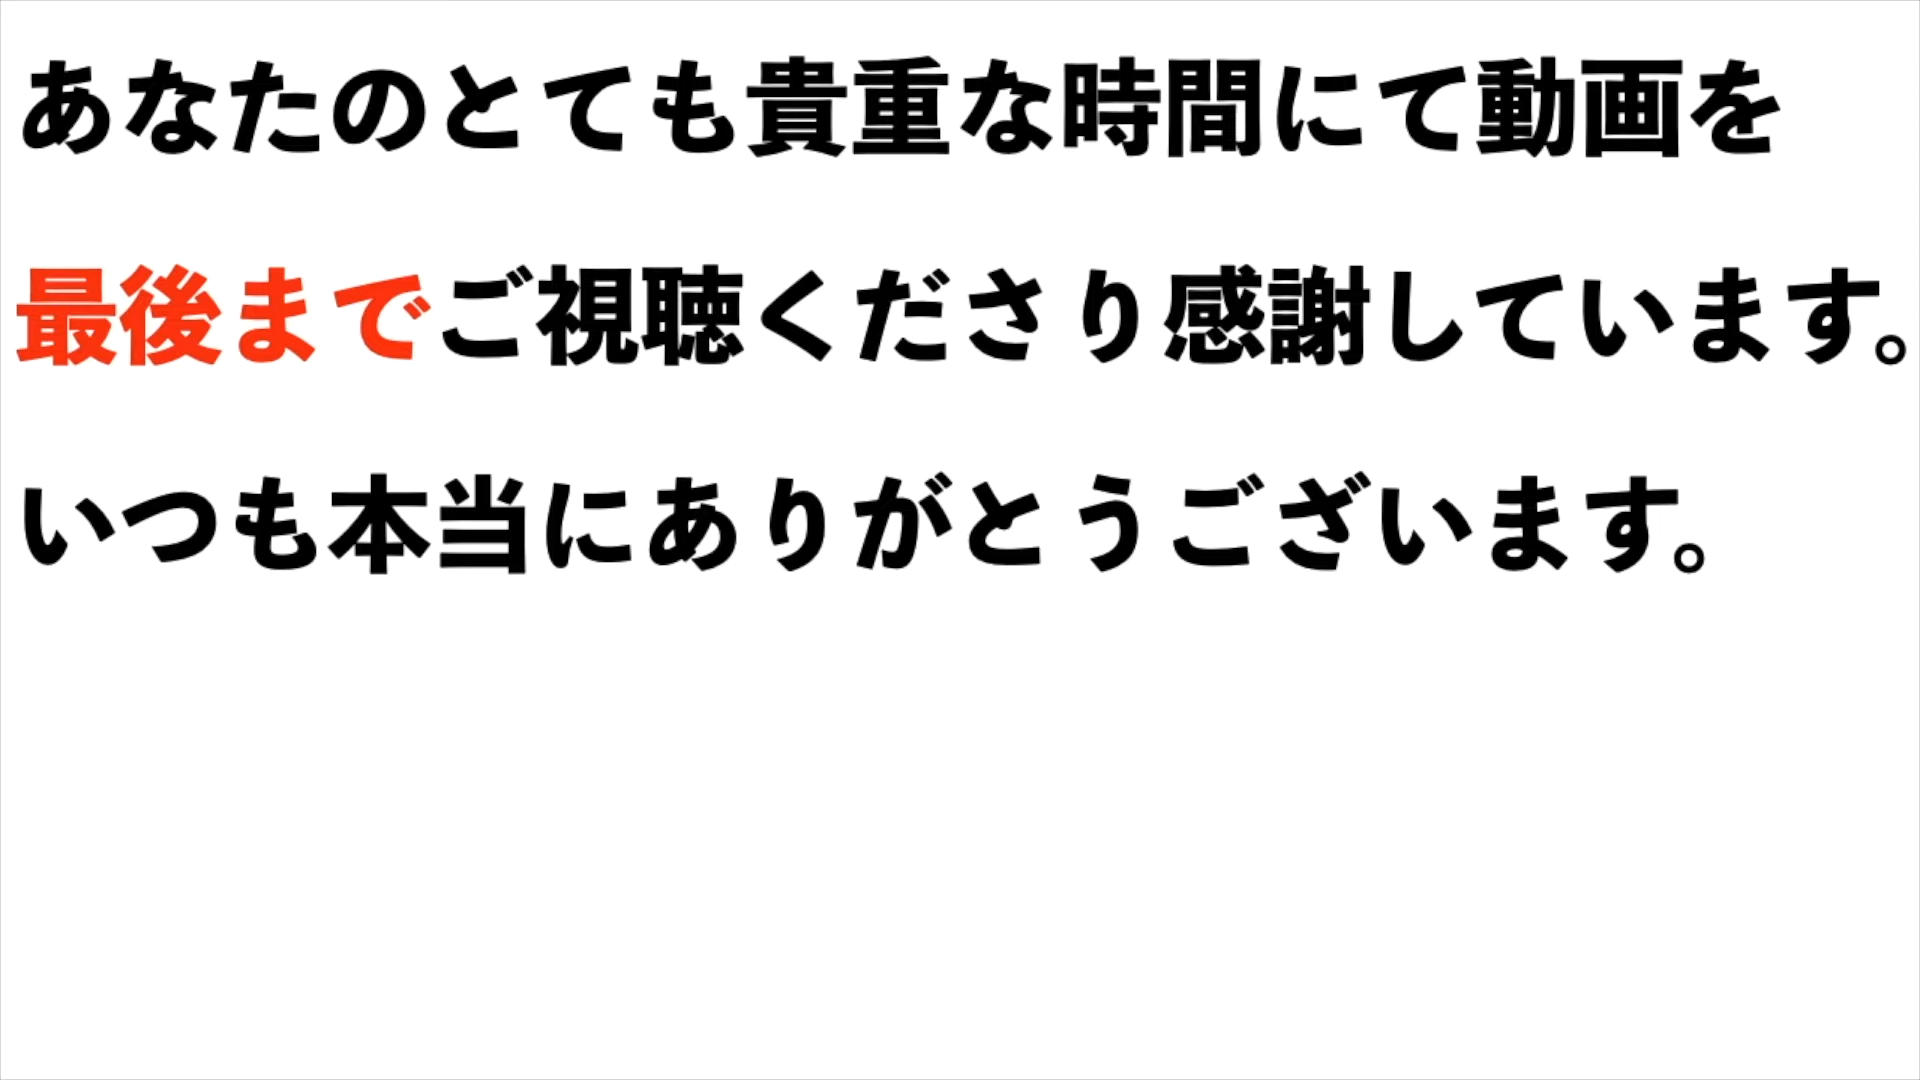 あなたのとても貴重な時間にて動画を
最後までご視聴くださり感謝しています。
いつも本当にありがとうございます。